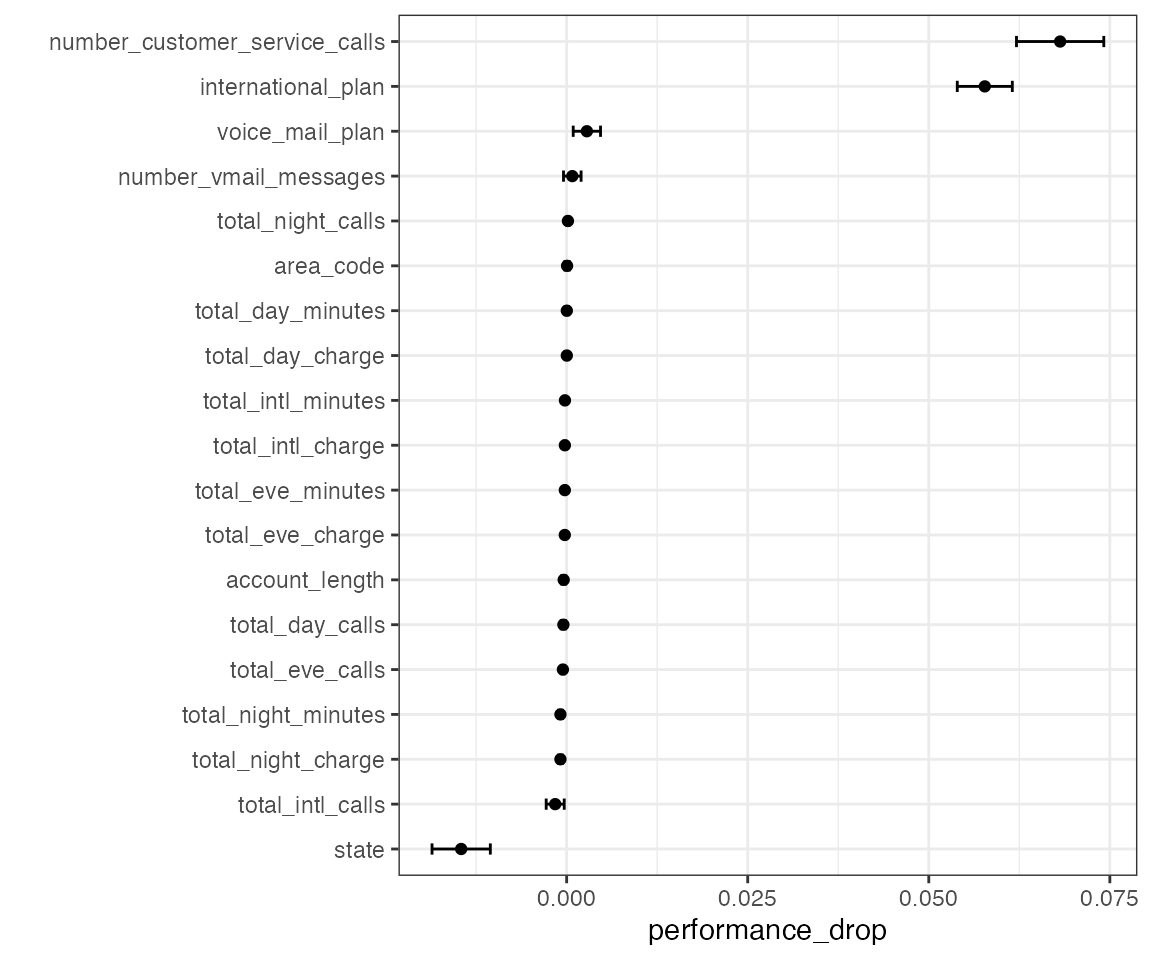 number_customer_service_calls
international_plan
voice_mail_plan
number_vmail_messages
total_night_calls
area_code
total_day_minutes
total_day_charge
total_intl_minutes
total_intl_charge
total_eve_minutes
total_eve_charge
account_length
total_day_calls
total_eve_calls
total_night_minutes
total_night_charge
total_intl_calls
state
0.000 0.025 0.050 0.075
performance_drop